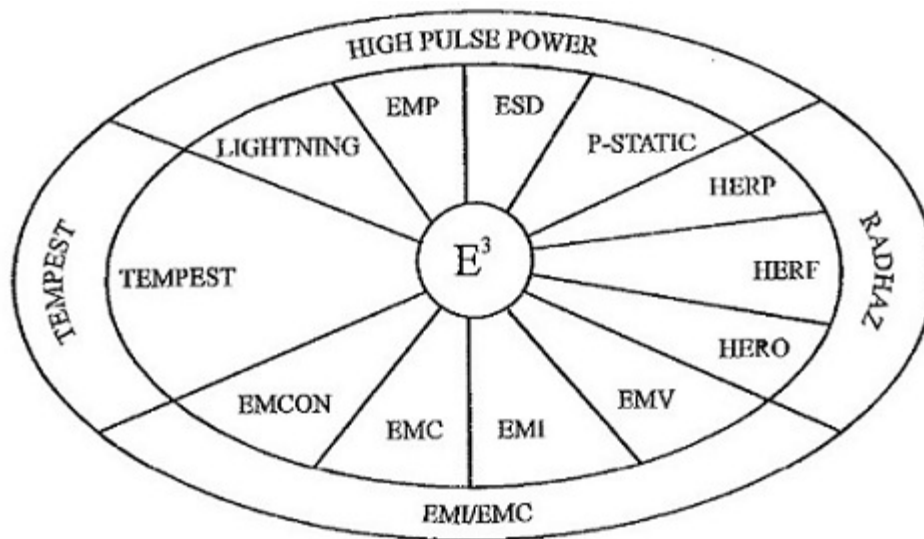 HIGH PULSE POWER
EMP
ESD
LIGHTNING
P-STATIC
HERP
TEMPEST
TEMPEST
E³
HERF
RADHAZ
HERO
EMCON
EMV
EMC
EMI
EMI/EMC